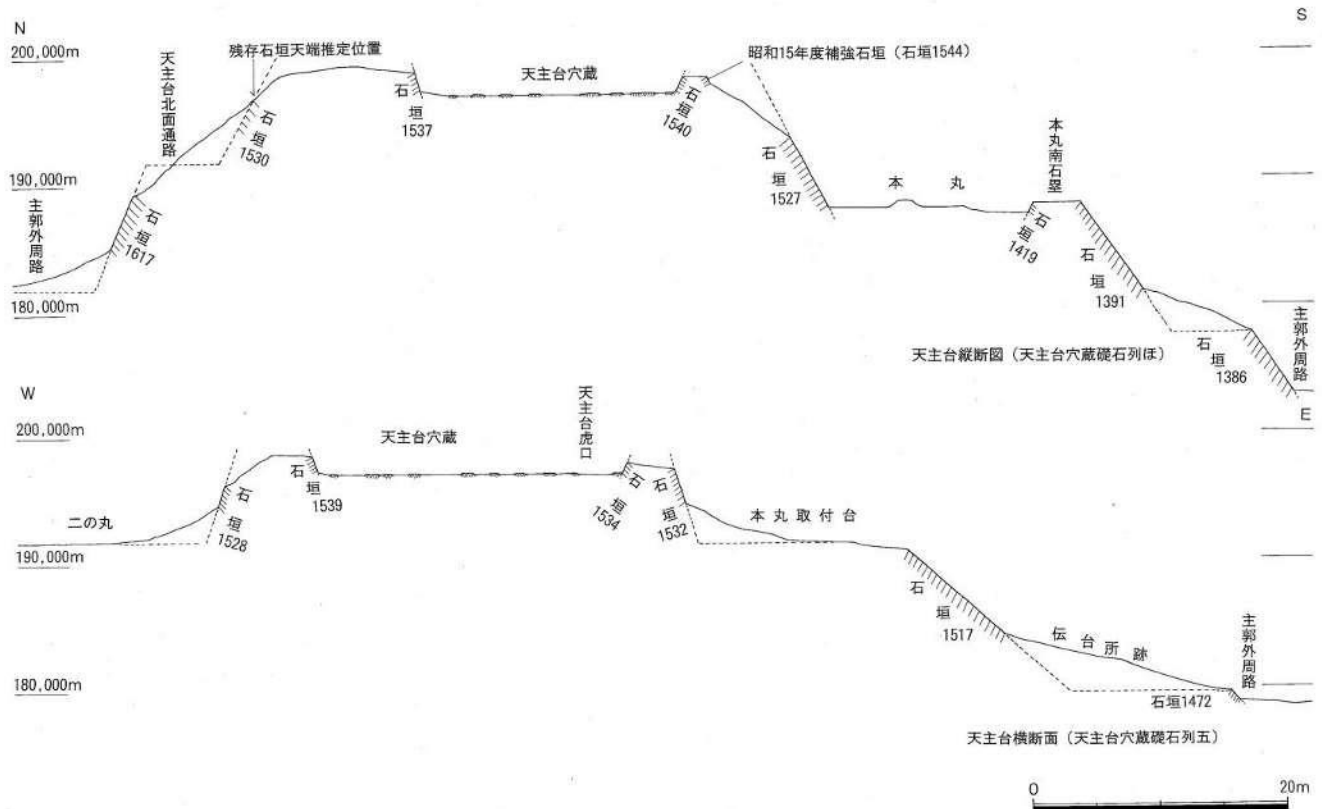 N
S
200,000m
残存石垣天端推定位置
昭和15年度補強石垣（石垣1544）
天主台北面通路
天主台穴蔵
石垣1530
石垣1537
石垣1540
190,000m
主郭外周路
石垣1617
石垣1527
本丸
本丸南石塁
石垣1419
石垣1391
180,000m
石垣1386
主郭外周路
天主台縦断図（天主台穴蔵礎石列ほ）
W
E
200,000m
天主台穴蔵
天主台虎口
二の丸
石垣1528
石垣1539
石垣1534
石垣1532
本丸取付台
190,000m
石垣1517
伝台所跡
主郭外周路
180,000m
石垣1472
天主台横断面（天主台穴蔵礎石列五）
0
20m